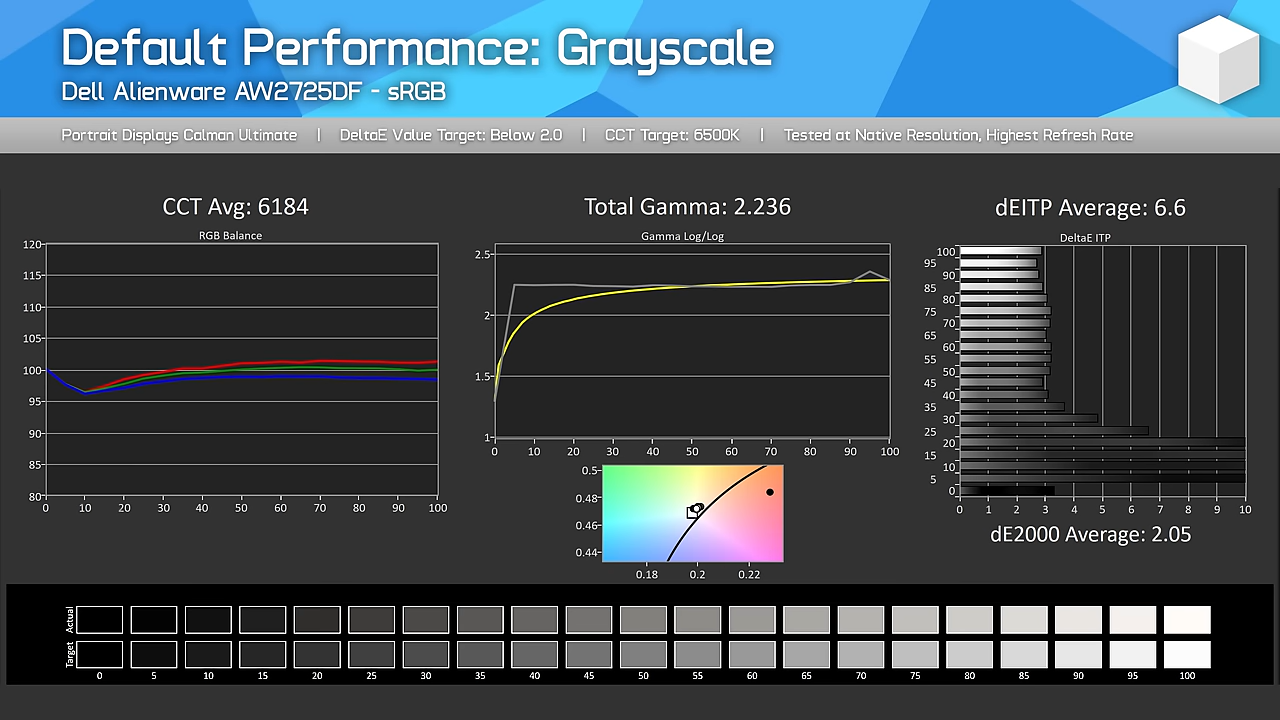 Default Performance: Grayscale
Dell Alienware AW2725DF - sRGB
Portrait Displays Calman Ultimate | DeltaE Value Target: Below 2.0 | CCT Target: 6500K | Tested at Native Resolution, Highest Refresh Rate
CCT Avg: 6184
RGB Balance
120
115
110
105
100
95
90
85
80
0 10 20 30 40 50 60 70 80 90 100
Total Gamma: 2.236
Gamma Log/Log
2.5
2
1.5
1
0 10 20 30 40 50 60 70 80 90 100
0.5
0.48
0.46
0.44
0.18 0.2 0.22
dEITP Average: 6.6
DeltaE ITP
100
95
90
85
80
75
70
65
60
55
50
45
40
35
30
25
20
15
10
5
0
0 1 2 3 4 5 6 7 8 9 10
dE2000 Average: 2.05
Actual
Target
0 5 10 15 20 25 30 35 40 45 50 55 60 65 70 75 80 85 90 95 100